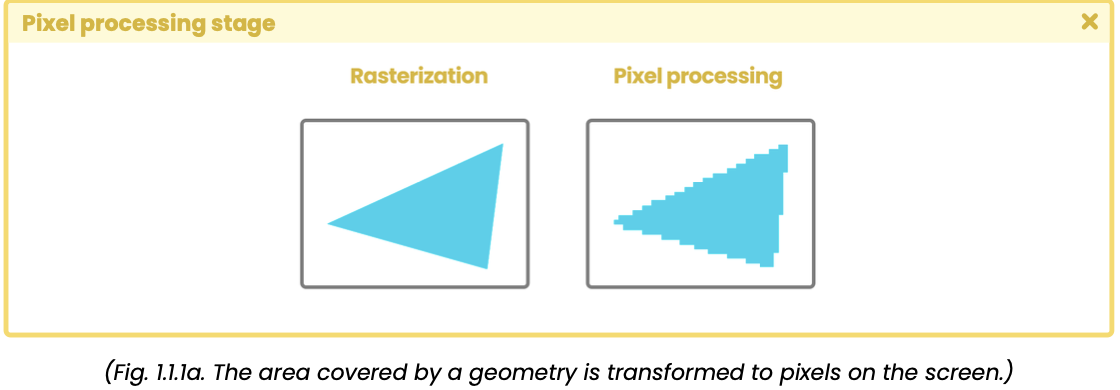 Pixel processing stage
Rasterization
Pixel processing
(Fig. 1.1.1a. The area covered by a geometry is transformed to pixels on the screen.)